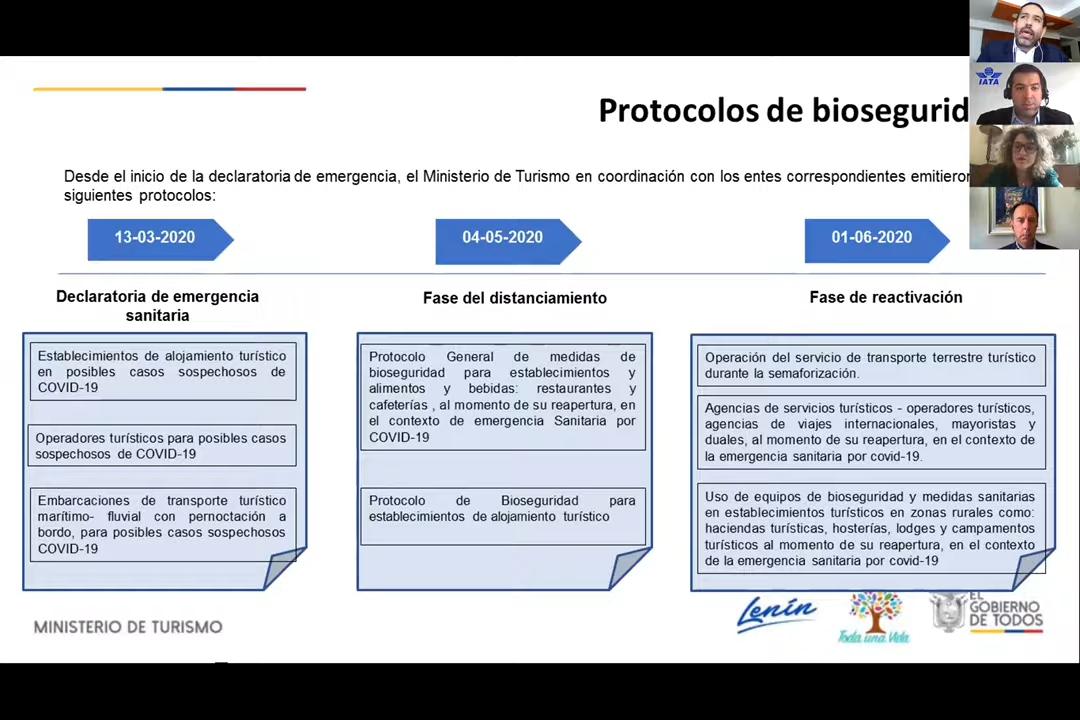 IATA
Protocolos de biosegurid
Desde el inicio de la declaratoria de emergencia, el Ministerio de Turismo en coordinación con los entes correspondientes emitieron
siguientes protocolos:
13-03-2020
04-05-2020
01-06-2020
Declaratoria de emergencia
sanitaria
Fase del distanciamiento
Fase de reactivación
Establecimientos de alojamiento turístico
en posibles casos sospechosos de
COVID-19
Operadores turísticos para posibles casos
sospechosos de COVID-19
Embarcaciones de transporte turístico
marítimo- fluvial con pernoctación a
bordo, para posibles casos sospechosos
COVID-19
Protocolo General de medidas de
bioseguridad para establecimientos y
alimentos y bebidas: restaurantes y
cafeterías , al momento de su reapertura, en
el contexto de emergencia Sanitaria por
COVID-19
Protocolo de Bioseguridad para
establecimientos de alojamiento turístico
Operación del servicio de transporte terrestre turístico
durante la semaforización.
Agencias de servicios turísticos - operadores turísticos,
agencias de viajes internacionales, mayoristas y
duales, al momento de su reapertura, en el contexto de
la emergencia sanitaria por covid-19.
Uso de equipos de bioseguridad y medidas sanitarias
en establecimientos turísticos en zonas rurales como:
haciendas turísticas, hosterías, lodges y campamentos
turísticos al momento de su reapertura, en el contexto
de la emergencia sanitaria por covid-19
MINISTERIO DE TURISMO
Lenín
Toda una Vida
EL
GOBIERNO
DE TODOS